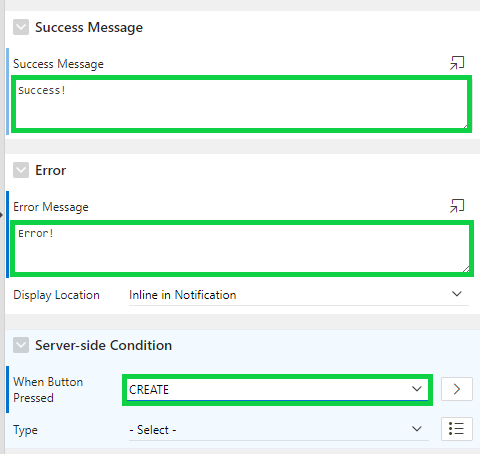 Success Message
Success Message
Success!
Error
Error Message
Error!
Display Location Inline in Notification
Server-side Condition
When Button
Pressed
CREATE
Type - Select -